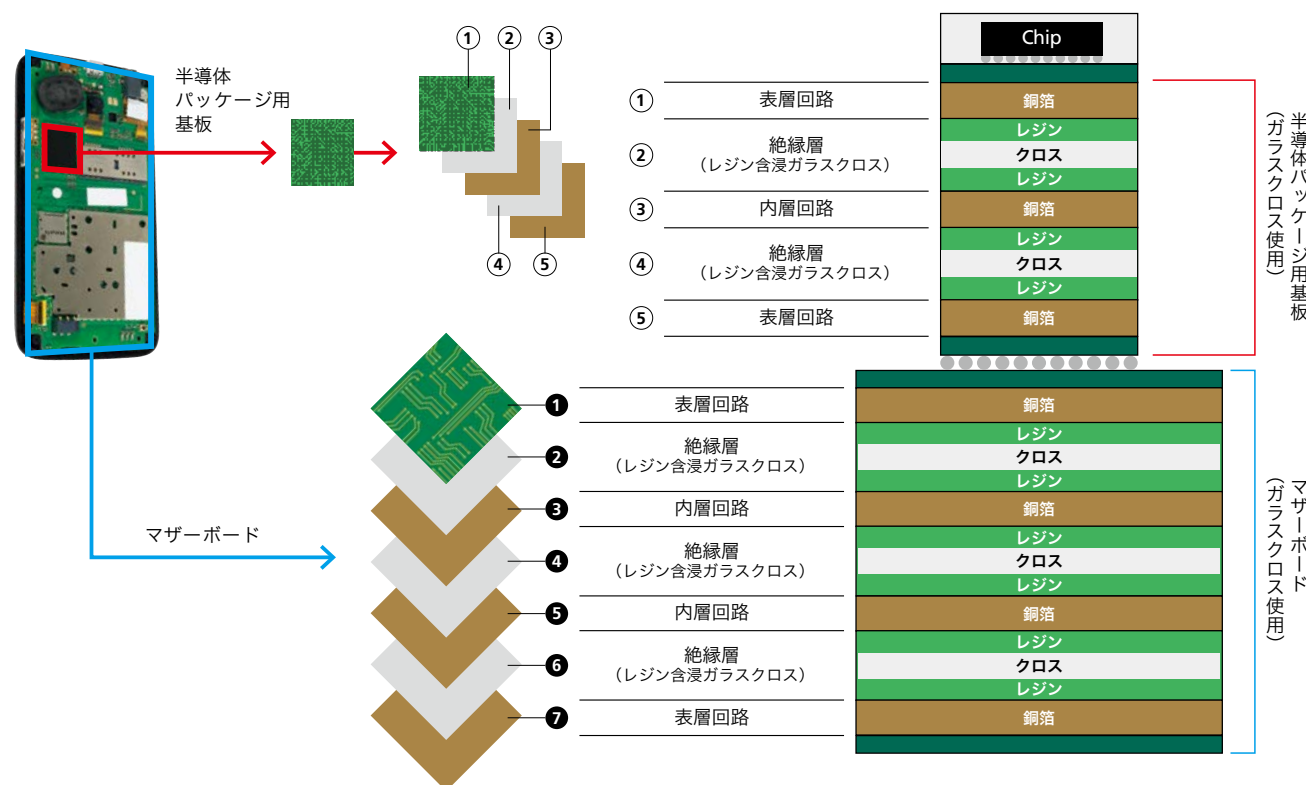 半導体
パッケージ用
基板
マザーボード
① ② ③
④ ⑤
① 表層回路
② 絶縁層
（レジン含浸ガラスクロス）
③ 内層回路
④ 絶縁層
（レジン含浸ガラスクロス）
⑤ 表層回路
Chip
銅箔
レジン
クロス
レジン
銅箔
レジン
クロス
レジン
銅箔
半導体パッケージ用基板
（ガラスクロス使用）
❶ 表層回路
❷ 絶縁層
（レジン含浸ガラスクロス）
❸ 内層回路
❹ 絶縁層
（レジン含浸ガラスクロス）
❺ 内層回路
❻ 絶縁層
（レジン含浸ガラスクロス）
❼ 表層回路
銅箔
レジン
クロス
レジン
銅箔
レジン
クロス
レジン
銅箔
レジン
クロス
レジン
銅箔
マザーボード
（ガラスクロス使用）